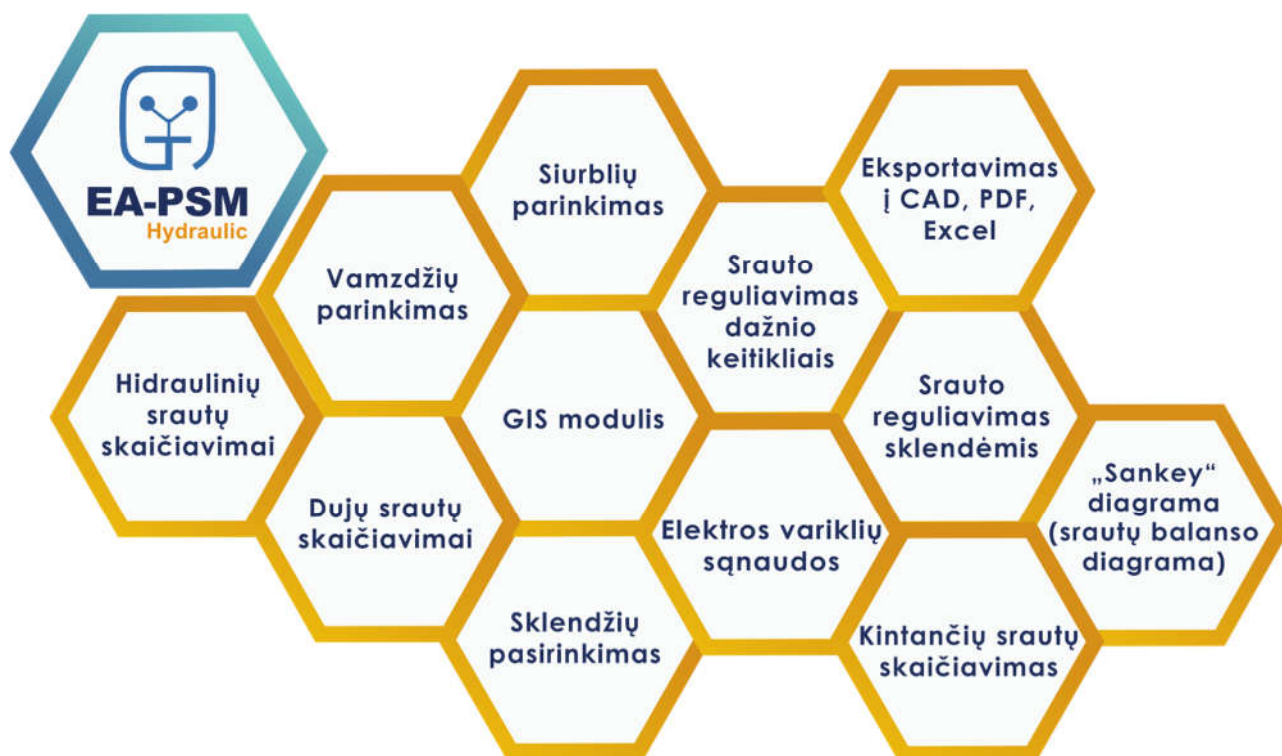 EA-PSM
Hydraulic
Siurblių
parinkimas
Eksportavimas
į CAD, PDF,
Excel
Vamzdžių
parinkimas
Srauto
reguliavimas
dažnio
keitikliais
Hidraulinių
srautų
skaičiavimai
GIS modulis
Srauto
reguliavimas
sklendėmis
Dujų srautų
skaičiavimai
Elektros variklių
sąnaudos
„Sankey“
diagrama
(srautų balanso
diagrama)
Sklendžių
pasirinkimas
Kintančių srautų
skaičiavimas